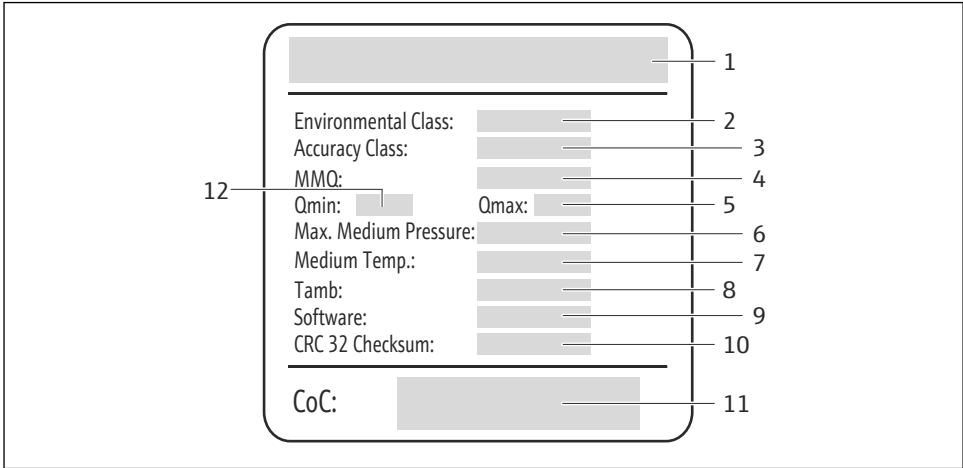 1
Environmental Class: 2
Accuracy Class: 3
MMQ: 4
12 Qmin: Qmax: 5
Max. Medium Pressure: 6
Medium Temp.: 7
Tamb: 8
Software: 9
CRC 32 Checksum: 10
CoC: 11